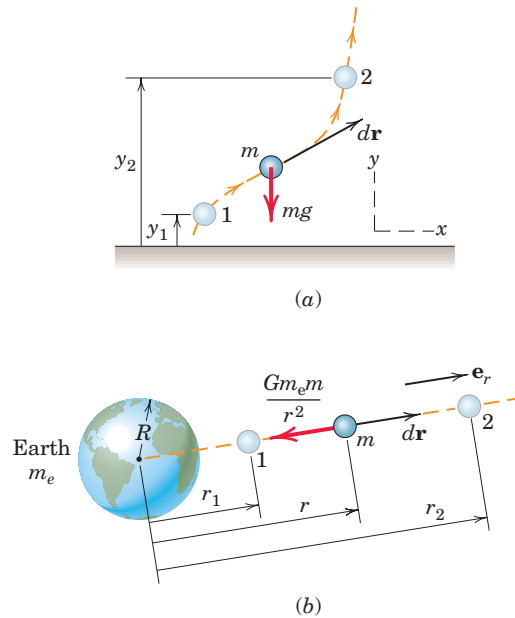 2
y₂
m
dr
y
1
mg
y₁
x
(a)
Gmₑm
r²
eᵣ
R
Earth
mₑ
1
m
dr
2
r₁
r
r₂
(b)